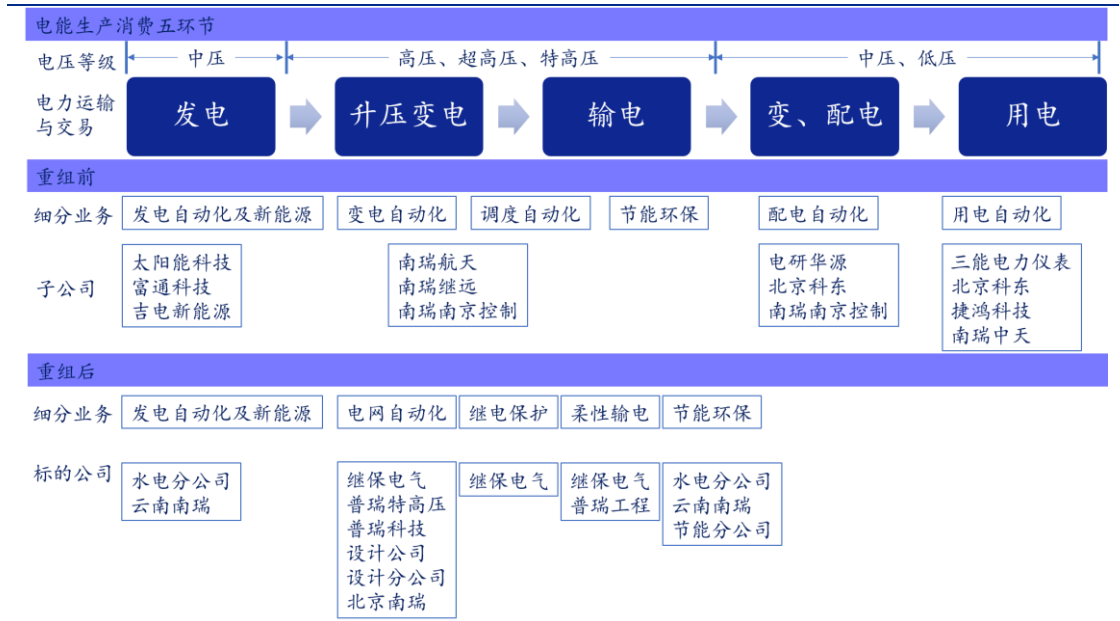 电能生产消费五环节
电压等级
中压
高压、超高压、特高压
中压、低压
电力运输
与交易
发电
升压变电
输电
变、配电
用电
重组前
细分业务
发电自动化及新能源
变电自动化
调度自动化
节能环保
配电自动化
用电自动化
子公司
太阳能科技
富通科技
吉电新能源
南瑞航天
南瑞继远
南瑞南京控制
电研华源
北京科东
南瑞南京控制
三能电力仪表
北京科东
捷鸿科技
南瑞中天
重组后
细分业务
发电自动化及新能源
电网自动化
继电保护
柔性输电
节能环保
标的公司
水电分公司
云南南瑞
继保电气
普瑞特高压
普瑞科技
设计公司
设计分公司
北京南瑞
继保电气
继保电气
普瑞工程
水电分公司
云南南瑞
节能分公司